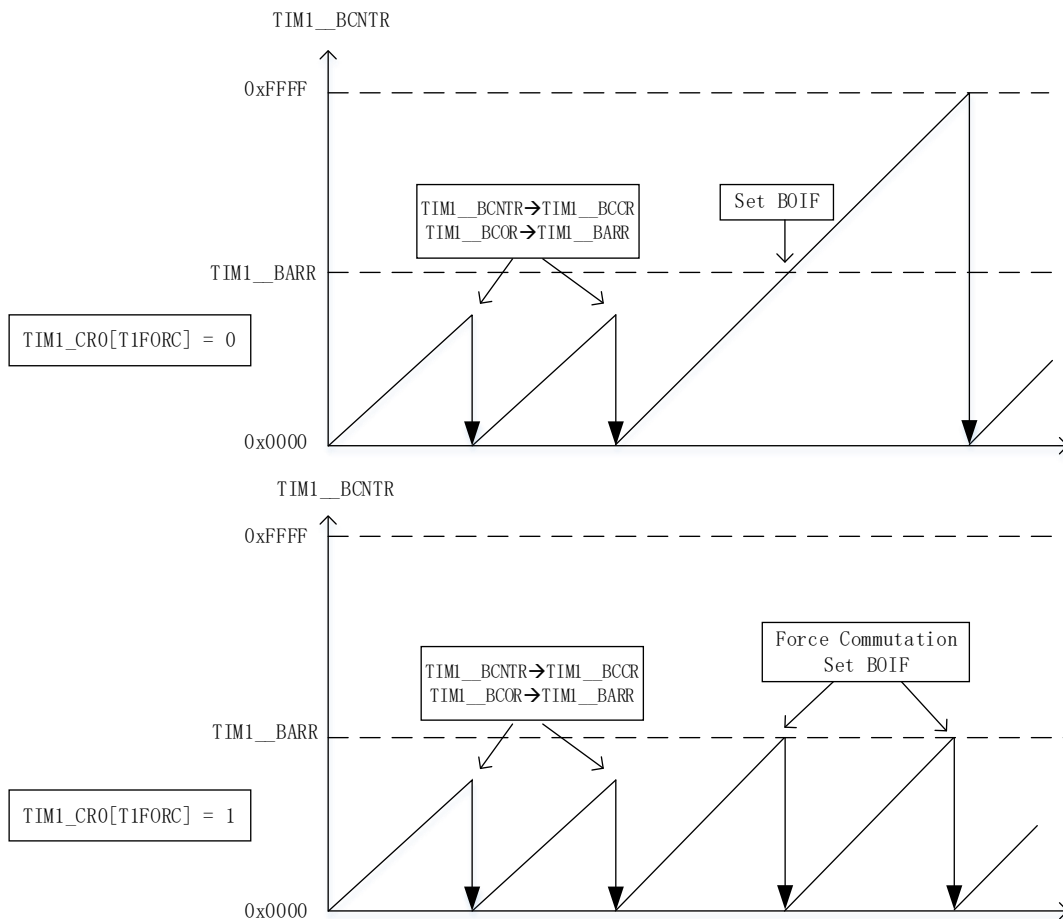 TIM1__BCNTR
0xFFFF
TIM1__BCNTR→TIM1__BCCR
TIM1__BCOR→TIM1__BARR
Set BOIF
TIM1__BARR
TIM1_CR0[T1FORC] = 0
0x0000
TIM1__BCNTR
0xFFFF
Force Commutation
Set BOIF
TIM1__BCNTR→TIM1__BCCR
TIM1__BCOR→TIM1__BARR
TIM1__BARR
TIM1_CR0[T1FORC] = 1
0x0000